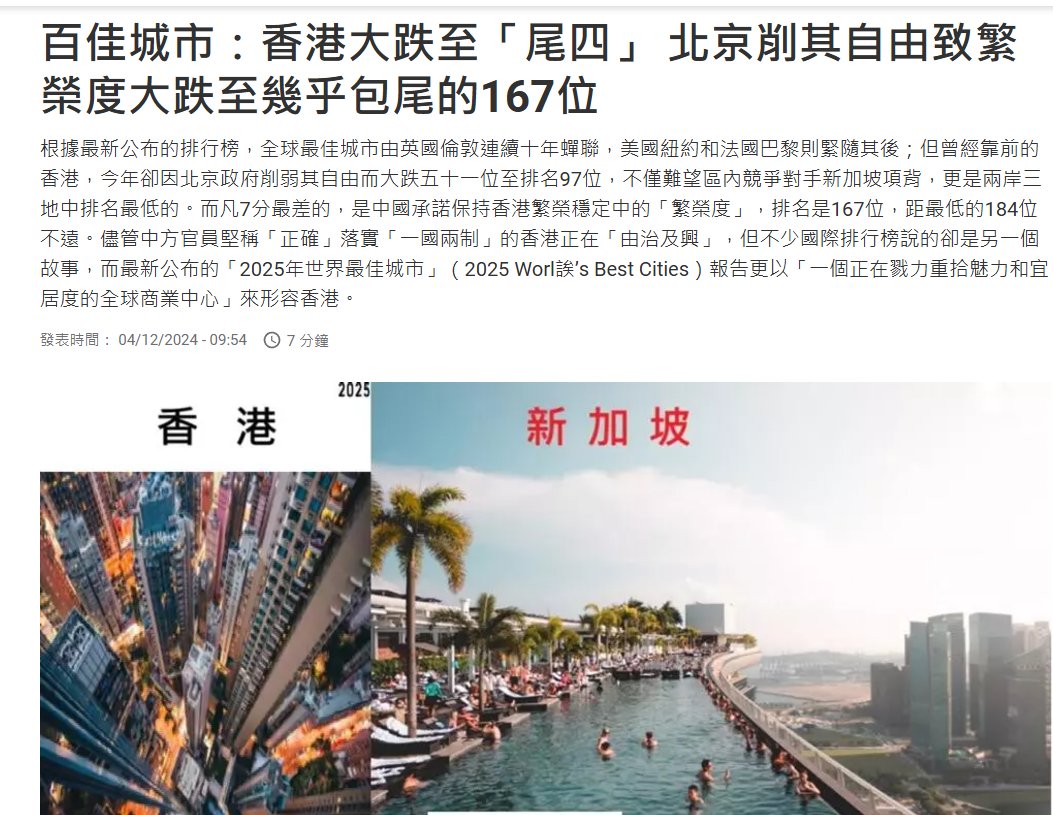 百佳城市：香港大跌至「尾四」 北京削其自由致繁
榮度大跌至幾乎包尾的167位
根據最新公布的排行榜，全球最佳城市由英國倫敦連續十年蟬聯，美國紐約和法國巴黎則緊隨其後；但曾經靠前的
香港，今年卻因北京政府削弱其自由而大跌五十一位至排名97位，不僅難望區內競爭對手新加坡項背，更是兩岸三
地中排名最低的。而凡7分最差的，是中國承諾保持香港繁榮穩定中的「繁榮度」，排名是167位，距最低的184位
不遠。儘管中方官員堅稱「正確」落實「一國兩制」的香港正在「由治及興」，但不少國際排行榜說的卻是另一個
故事，而最新公布的「2025年世界最佳城市」（2025 Worl誒’s Best Cities）報告更以「一個正在戮力重拾魅力和宜
居度的全球商業中心」來形容香港。
發表時間： 04/12/2024 - 09:54 7 分鐘
2025
香 港
新 加 坡